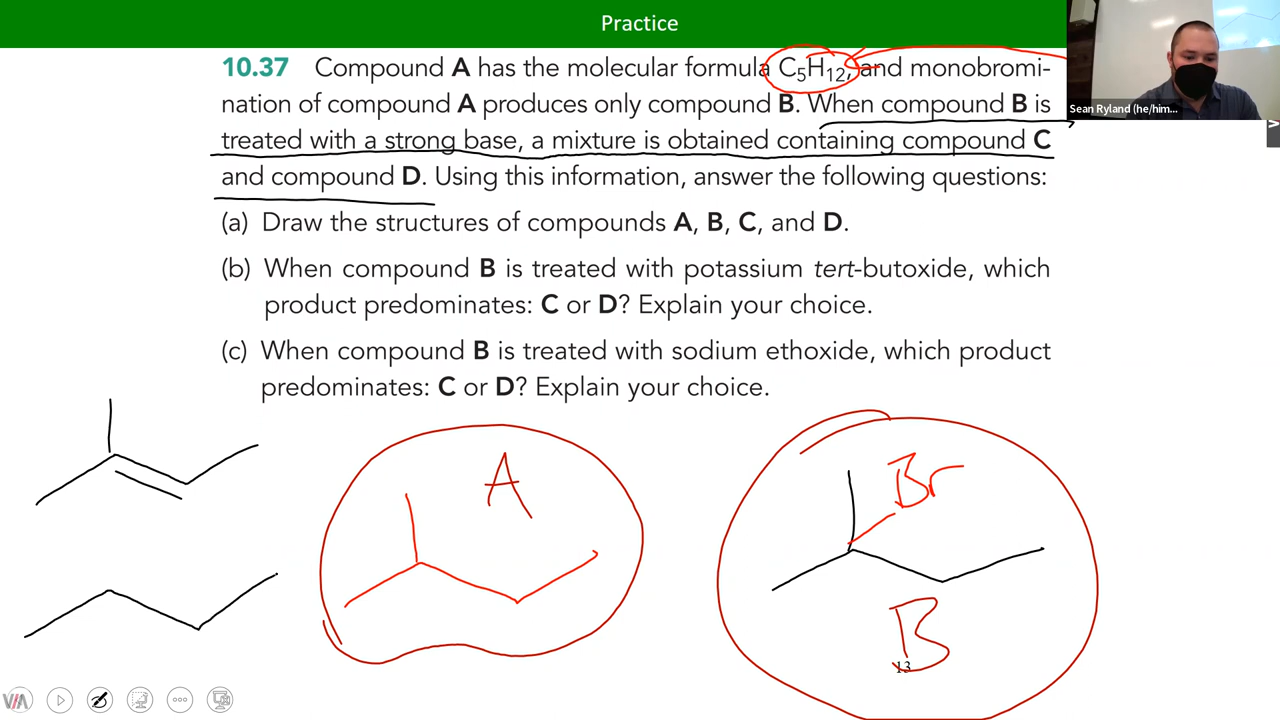 Practice
10.37 Compound A has the molecular formula C₅H₁₂, and monobromi-
nation of compound A produces only compound B. When compound B is
treated with a strong base, a mixture is obtained containing compound C
and compound D. Using this information, answer the following questions:
(a) Draw the structures of compounds A, B, C, and D.
(b) When compound B is treated with potassium tert-butoxide, which
product predominates: C or D? Explain your choice.
(c) When compound B is treated with sodium ethoxide, which product
predominates: C or D? Explain your choice.
Sean Ryland (he/him...
A
Br
B
13